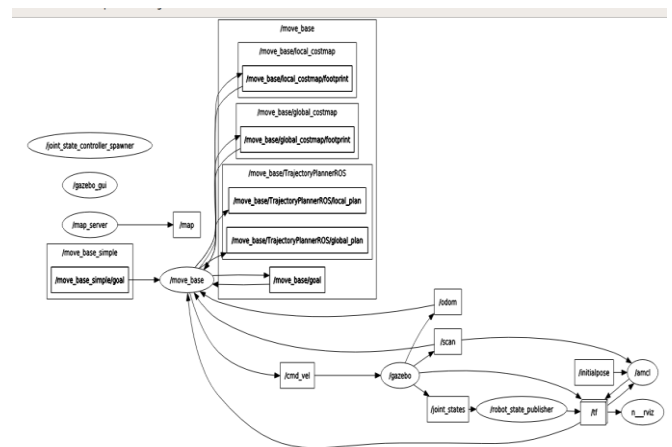 /move_base
/move_base/local_costmap
/move_base/local_costmap/footprint
/move_base/global_costmap
/move_base/global_costmap/footprint
/joint_state_controller_spawner
/move_base/TrajectoryPlannerROS
/gazebo_gui
/move_base/TrajectoryPlannerROS/local_plan
/map_server
/map
/move_base/TrajectoryPlannerROS/global_plan
/move_base_simple
/move_base_simple/goal
/move_base
/move_base/goal
/odom
/scan
/cmd_vel
/gazebo
/initialpose
/amcl
/joint_states
/robot_state_publisher
/tf
n__rviz